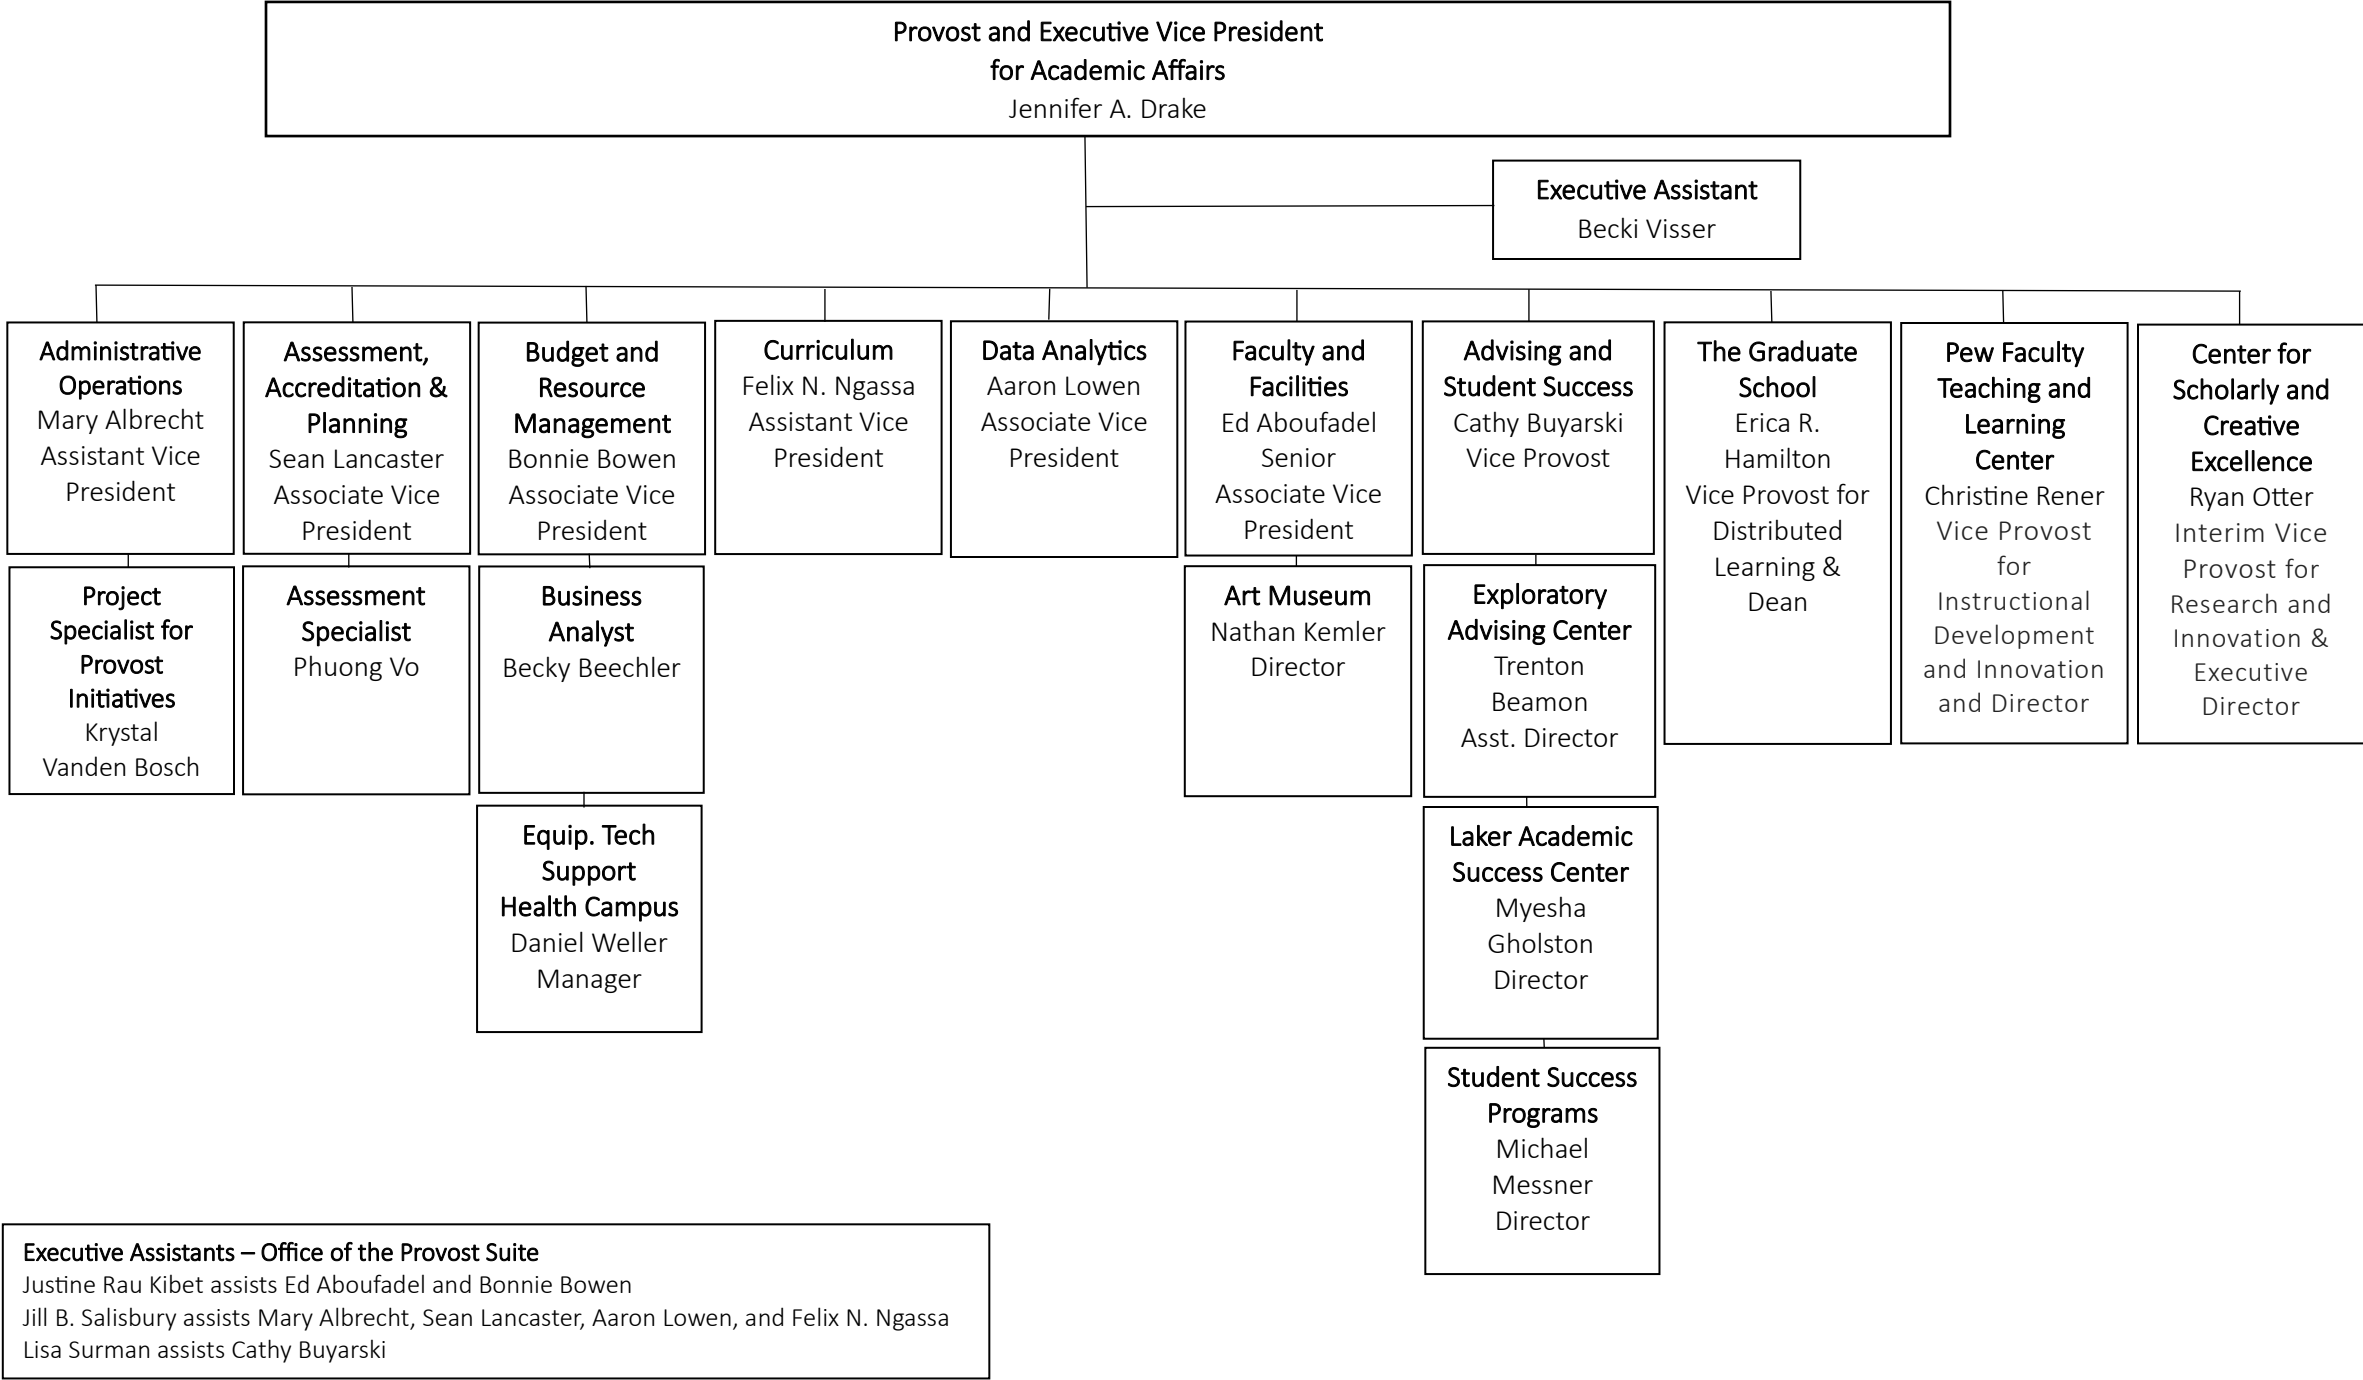 Provost and Executive Vice President
for Academic Affairs
Jennifer A. Drake
Executive Assistant
Becki Visser
Administrative
Operations
Mary Albrecht
Assistant Vice
President
Assessment,
Accreditation &
Planning
Sean Lancaster
Associate Vice
President
Budget and
Resource
Management
Bonnie Bowen
Associate Vice
President
Curriculum
Felix N. Ngassa
Assistant Vice
President
Data Analytics
Aaron Lowen
Associate Vice
President
Faculty and
Facilities
Ed Aboufadel
Senior
Associate Vice
President
Advising and
Student Success
Cathy Buyarski
Vice Provost
The Graduate
School
Erica R.
Hamilton
Vice Provost for
Distributed
Learning &
Dean
Pew Faculty
Teaching and
Learning
Center
Christine Rener
Vice Provost
for
Instructional
Development
and Innovation
and Director
Center for
Scholarly and
Creative
Excellence
Ryan Otter
Interim Vice
Provost for
Research and
Innovation &
Executive
Director
Project
Specialist for
Provost
Initiatives
Krystal
Vanden Bosch
Assessment
Specialist
Phuong Vo
Business
Analyst
Becky Beechler
Art Museum
Nathan Kemler
Director
Exploratory
Advising Center
Trenton
Beamon
Asst. Director
Equip. Tech
Support
Health Campus
Daniel Weller
Manager
Laker Academic
Success Center
Myesha
Gholston
Director
Student Success
Programs
Michael
Messner
Director
Executive Assistants – Office of the Provost Suite
Justine Rau Kibet assists Ed Aboufadel and Bonnie Bowen
Jill B. Salisbury assists Mary Albrecht, Sean Lancaster, Aaron Lowen, and Felix N. Ngassa
Lisa Surman assists Cathy Buyarski